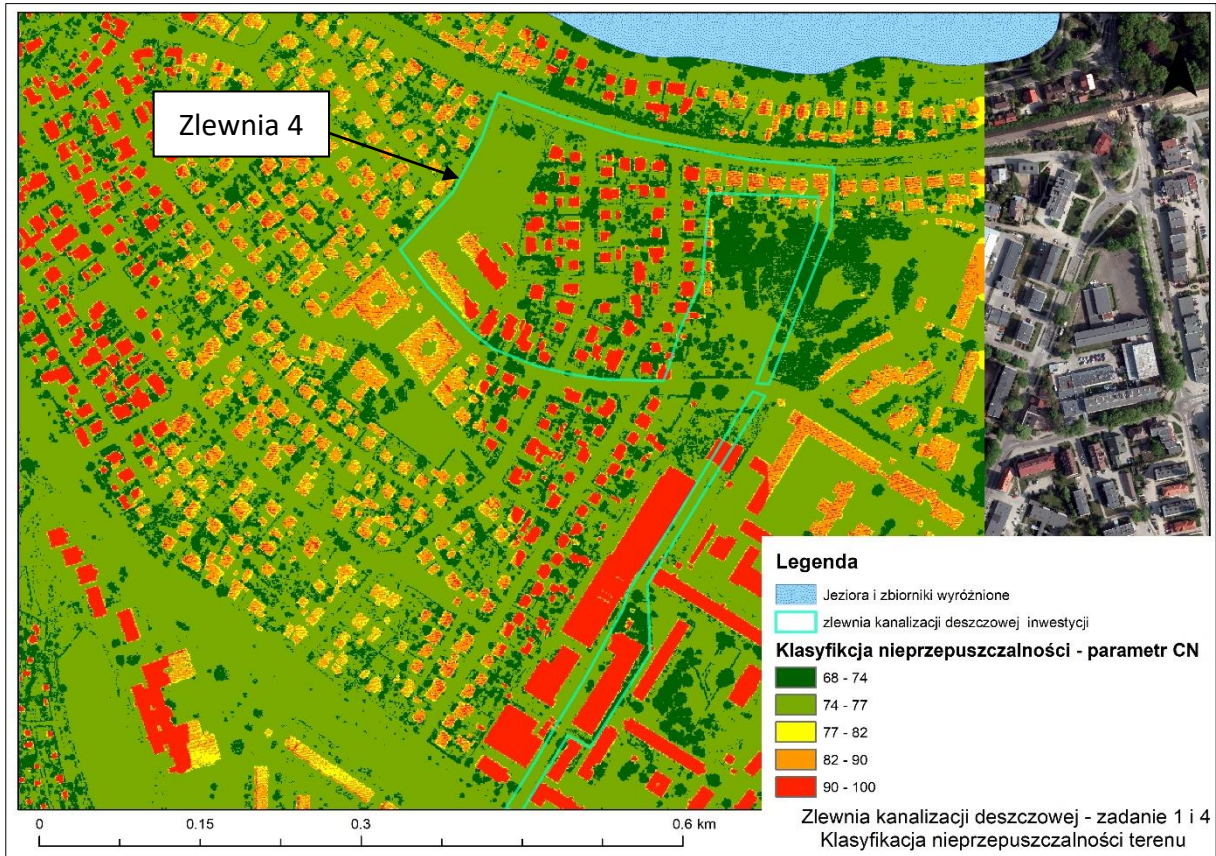 Zlewnia 4
Legenda
Jeziora i zbiorniki wyróżnione
zlewnia kanalizacji deszczowej inwestycji
Klasyfikcja nieprzepuszczalności - parametr CN
68 - 74
74 - 77
77 - 82
82 - 90
90 - 100
Zlewnia kanalizacji deszczowej - zadanie 1 i 4
Klasyfikacja nieprzepuszczalności terenu
0 0.15 0.3 0.6 km